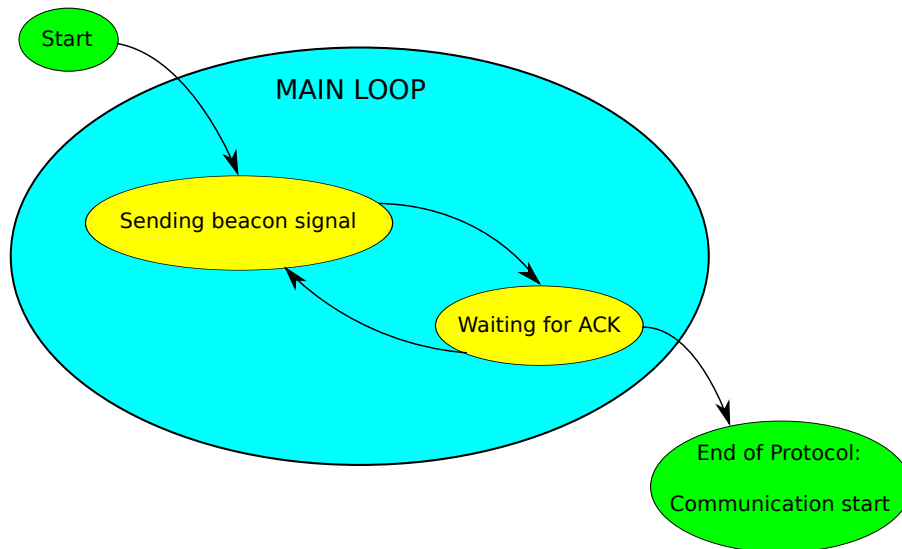 Start
MAIN LOOP
Sending beacon signal
Waiting for ACK
End of Protocol:
Communication start